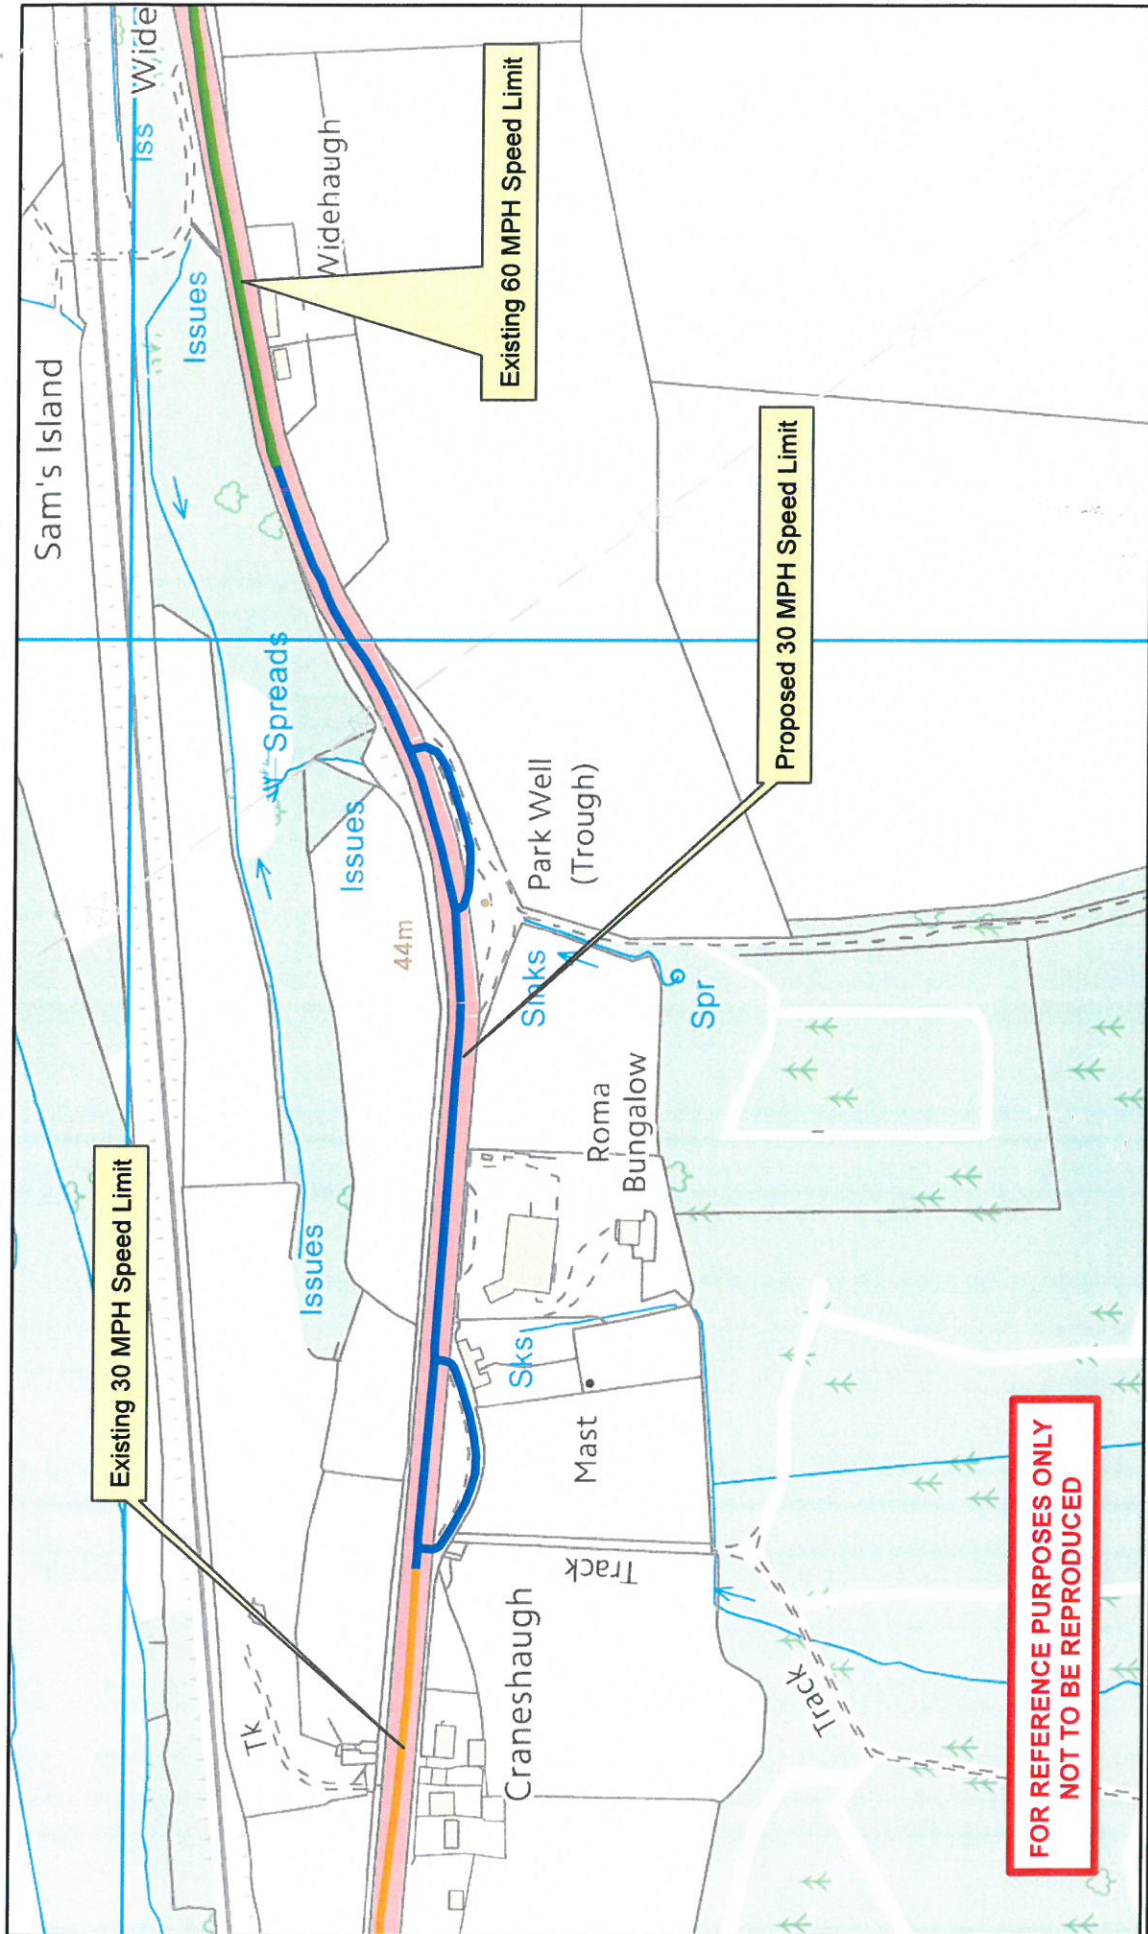 Sam's Island
Iss
Wide
Issues
Widehaugh
Existing 60 MPH Speed Limit
Spreads
Issues
44m
Park Well
(Trough)
Proposed 30 MPH Speed Limit
Sinks
Spr
Roma
Bungalow
Existing 30 MPH Speed Limit
Issues
Sks
Mast
Track
Craneshaugh
Tk
Track
FOR REFERENCE PURPOSES ONLY
NOT TO BE REPRODUCED